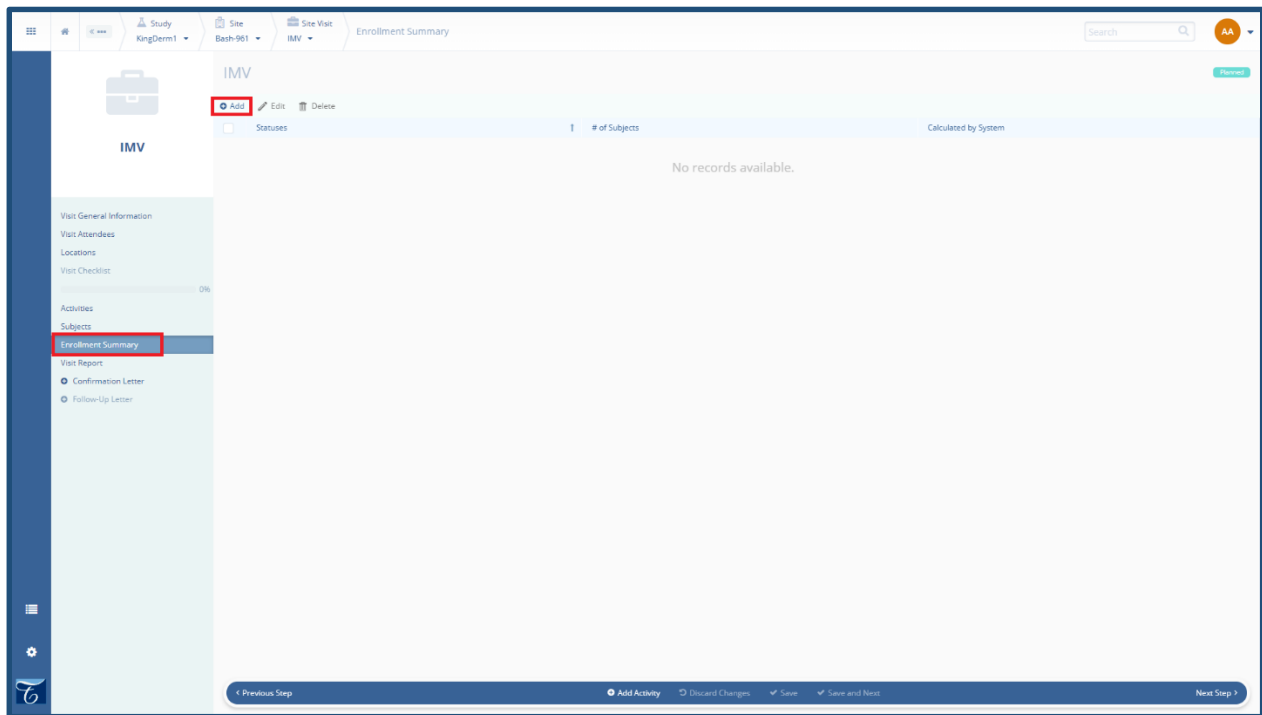 Study
KingDerm1
Site
Bash-961
Site Visit
IMV
Enrollment Summary
Search
AA
IMV
Planned
Add Edit Delete
Statuses # of Subjects Calculated by System
No records available.
IMV
Visit General Information
Visit Attendees
Locations
Visit Checklist
0%
Activities
Subjects
Enrollment Summary
Visit Report
Confirmation Letter
Follow-Up Letter
< Previous Step Add Activity Discard Changes Save Save and Next Next Step >